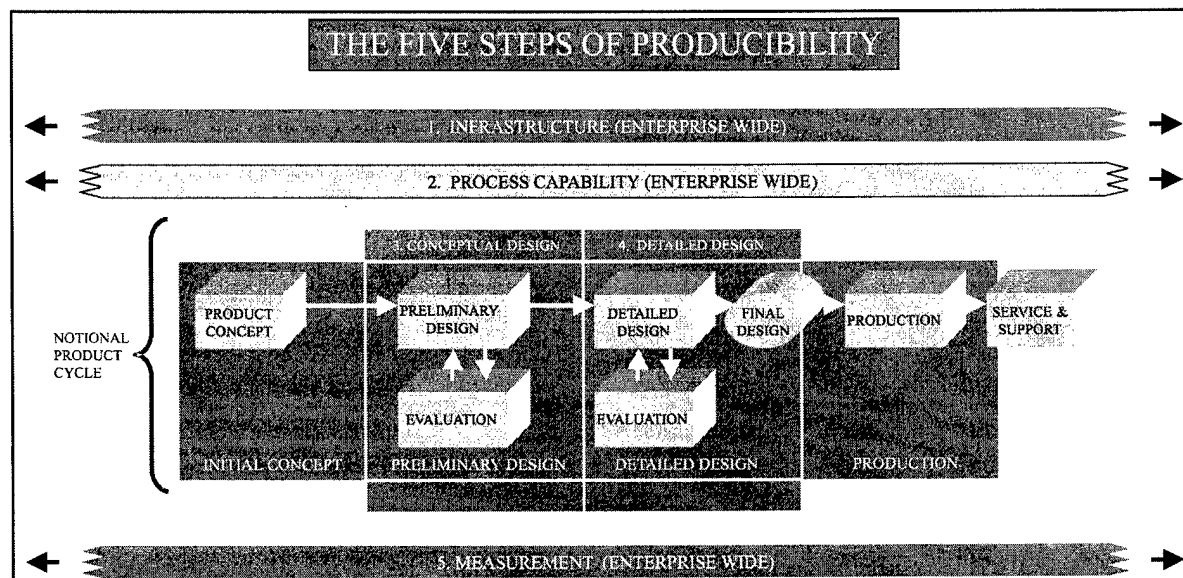 THE FIVE STEPS OF PRODUCIBILITY
1. INFRASTRUCTURE (ENTERPRISE WIDE)
2. PROCESS CAPABILITY (ENTERPRISE WIDE)
3. CONCEPTUAL DESIGN
4. DETAILED DESIGN
NOTIONAL
PRODUCT
CYCLE
PRODUCT
CONCEPT
PRELIMINARY
DESIGN
DETAILED
DESIGN
FINAL
DESIGN
PRODUCTION
SERVICE &
SUPPORT
EVALUATION
EVALUATION
INITIAL CONCEPT
PRELIMINARY DESIGN
DETAILED DESIGN
PRODUCTION
5. MEASUREMENT (ENTERPRISE WIDE)